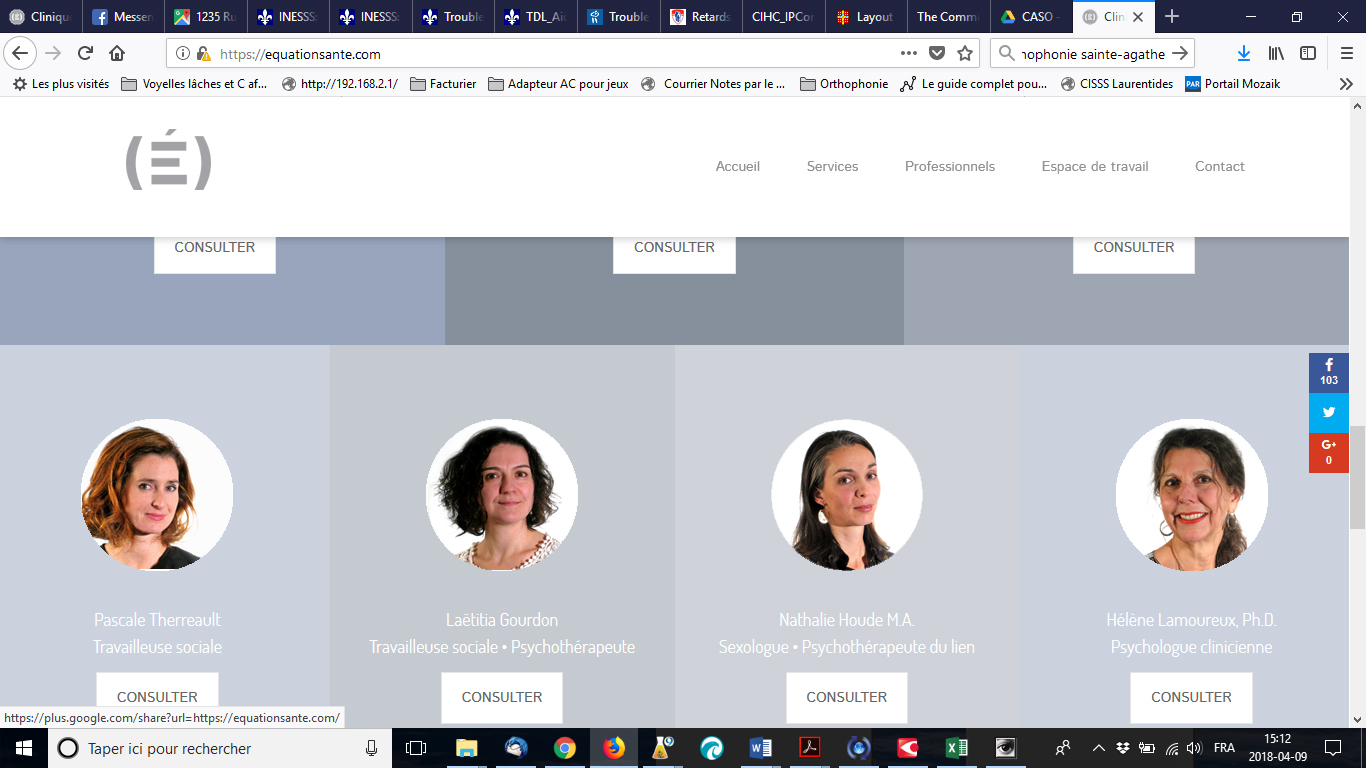 Cliniqu
Messen
1235 Ru
INESSS:
INESSS:
Trouble
TDL_Aid
Trouble
Retards
CIHC_IPCor
Layout
The Commu
CASO -
Clin
https://equationsante.com
nophonie sainte-agathe
Les plus visités
Voyelles lâches et C af...
http://192.168.2.1/
Facturier
Adaptateur AC pour jeux
Courrier Notes par le ...
Orthophonie
Le guide complet pou...
CISSS Laurentides
PAR
Portail Mozaik
(É)
Accueil
Services
Professionnels
Espace de travail
Contact
CONSULTER
CONSULTER
CONSULTER
103
G+
0
Pascale Therreault
Travailleuse sociale
CONSULTER
Laëtitia Gourdon
Travailleuse sociale • Psychothérapeute
CONSULTER
Nathalie Houde M.A.
Sexologue • Psychothérapeute du lien
CONSULTER
Hélène Lamoureux, Ph.D.
Psychologue clinicienne
CONSULTER
https://plus.google.com/share?url=https://equationsante.com/
Taper ici pour rechercher
FRA
15:12
2018-04-09